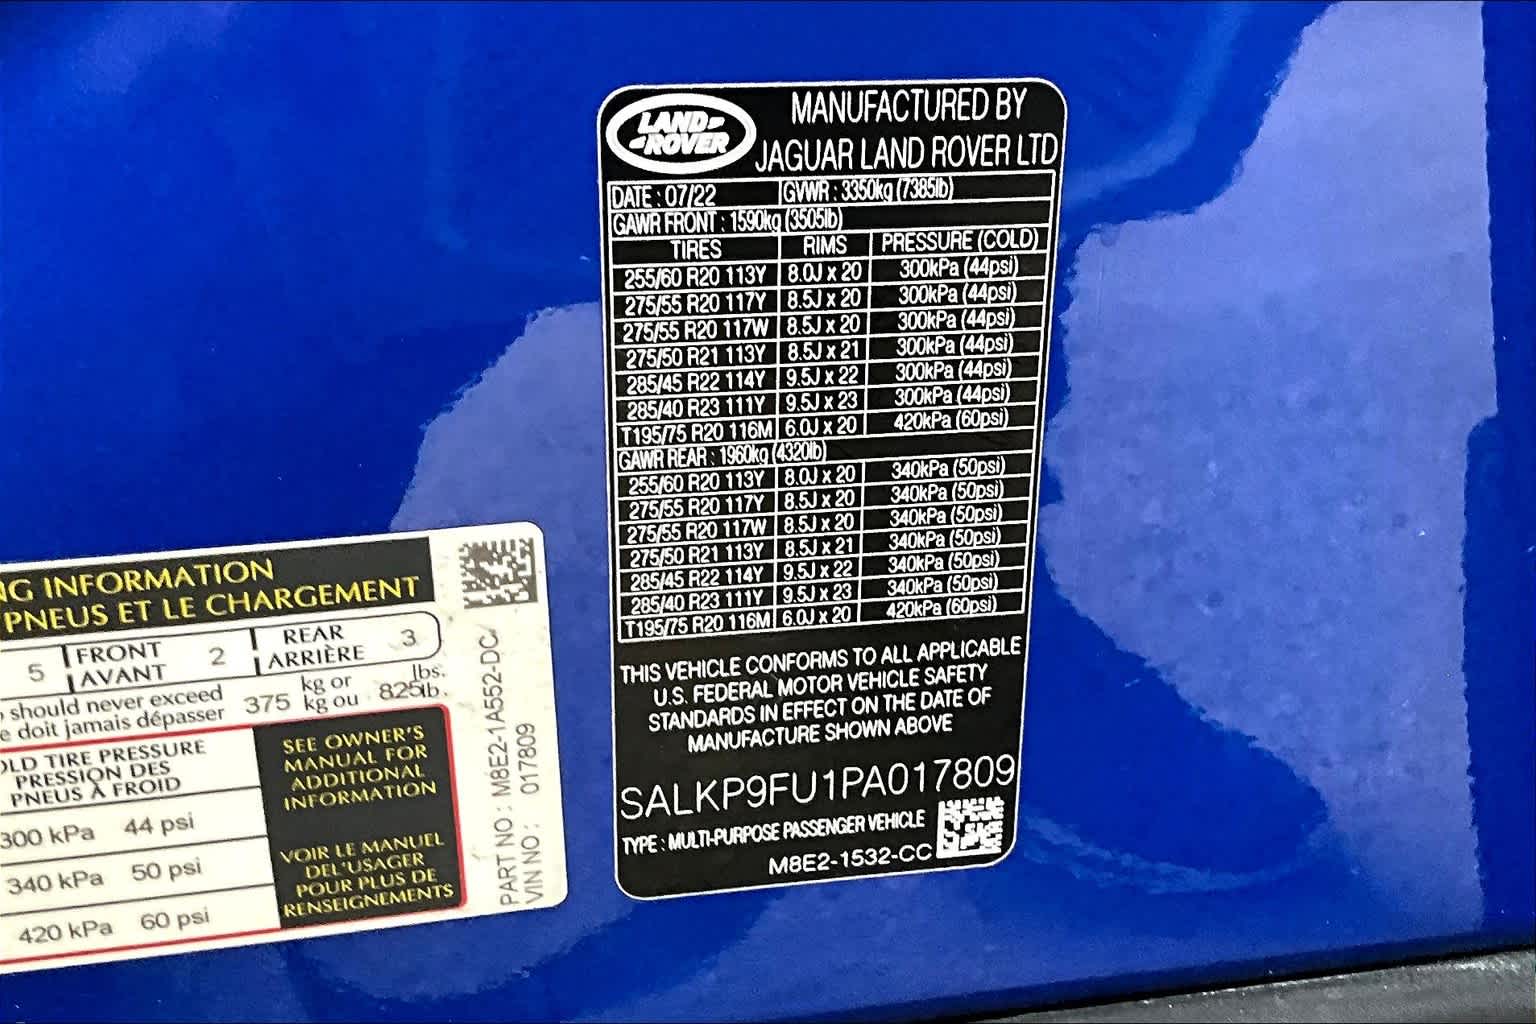 LAND
ROVER
MANUFACTURED BY
JAGUAR LAND ROVER LTD
DATE : 07/22 GVWR : 3350kg (7385lb)
GAWR FRONT : 1590kg (3505lb)
TIRES RIMS PRESSURE (COLD)
255/60 R20 113Y 8.0J x 20 300kPa (44psi)
275/55 R20 117Y 8.5J x 20 300kPa (44psi)
275/55 R20 117W 8.5J x 20 300kPa (44psi)
275/50 R21 113Y 8.5J x 21 300kPa (44psi)
285/45 R22 114Y 9.5J x 22 300kPa (44psi)
285/40 R23 111Y 9.5J x 23 300kPa (44psi)
T195/75 R20 116M 6.0J x 20 420kPa (60psi)
GAWR REAR : 1960kg (4320lb)
255/60 R20 113Y 8.0J x 20 340kPa (50psi)
275/55 R20 117Y 8.5J x 20 340kPa (50psi)
275/55 R20 117W 8.5J x 20 340kPa (50psi)
275/50 R21 113Y 8.5J x 21 340kPa (50psi)
285/45 R22 114Y 9.5J x 22 340kPa (50psi)
285/40 R23 111Y 9.5J x 23 340kPa (50psi)
T195/75 R20 116M 6.0J x 20 420kPa (60psi)
THIS VEHICLE CONFORMS TO ALL APPLICABLE
U.S. FEDERAL MOTOR VEHICLE SAFETY
STANDARDS IN EFFECT ON THE DATE OF
MANUFACTURE SHOWN ABOVE
SALKP9FU1PA017809
TYPE : MULTI-PURPOSE PASSENGER VEHICLE
M8E2-1532-CC
NG INFORMATION
PNEUS ET LE CHARGEMENT
5 FRONT AVANT 2 REAR ARRIÈRE 3
should never exceed 375 kg or 825 lbs.
e doit jamais dépasser kg ou lb.
OLD TIRE PRESSURE
PRESSION DES
PNEUS À FROID
300 kPa 44 psi
340 kPa 50 psi
420 kPa 60 psi
SEE OWNER'S
MANUAL FOR
ADDITIONAL
INFORMATION
VOIR LE MANUEL
DEL'USAGER
POUR PLUS DE
RENSEIGNEMENTS
PART NO : M8E2-1A552-DC
VIN NO : 017809